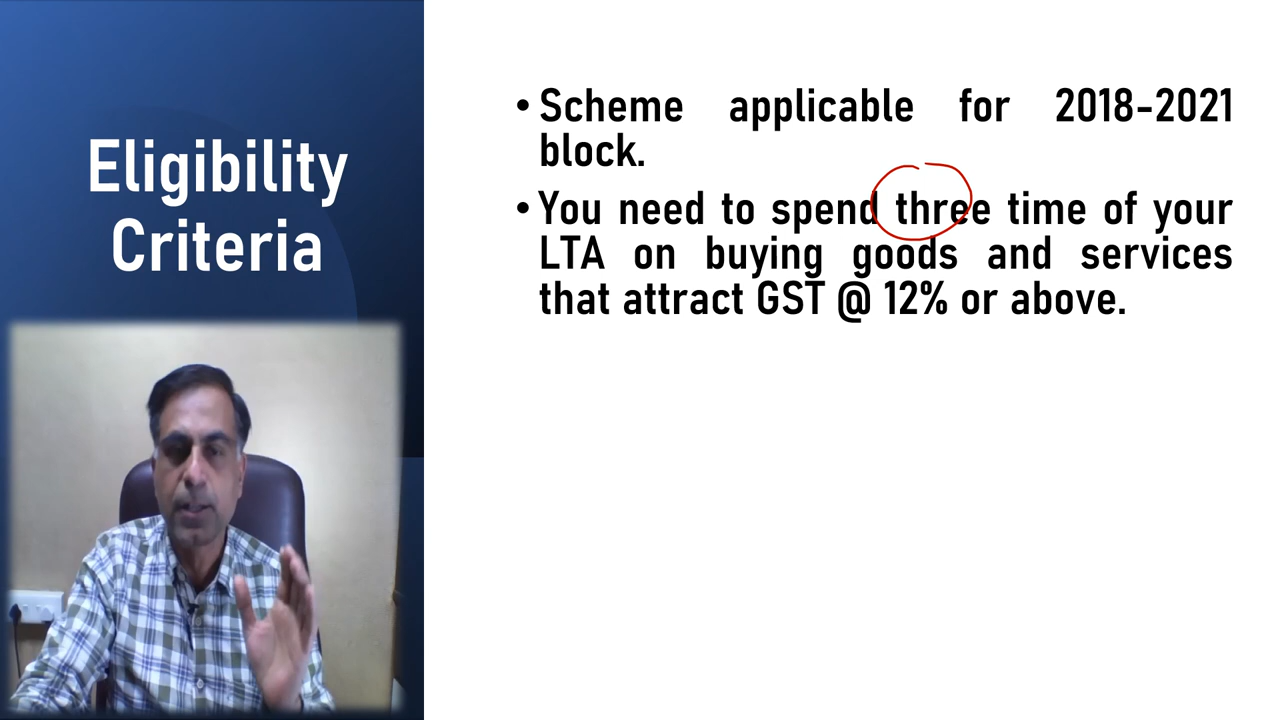 Eligibility
Criteria
• Scheme applicable for 2018-2021
block.
• You need to spend three time of your
LTA on buying goods and services
that attract GST @ 12% or above.